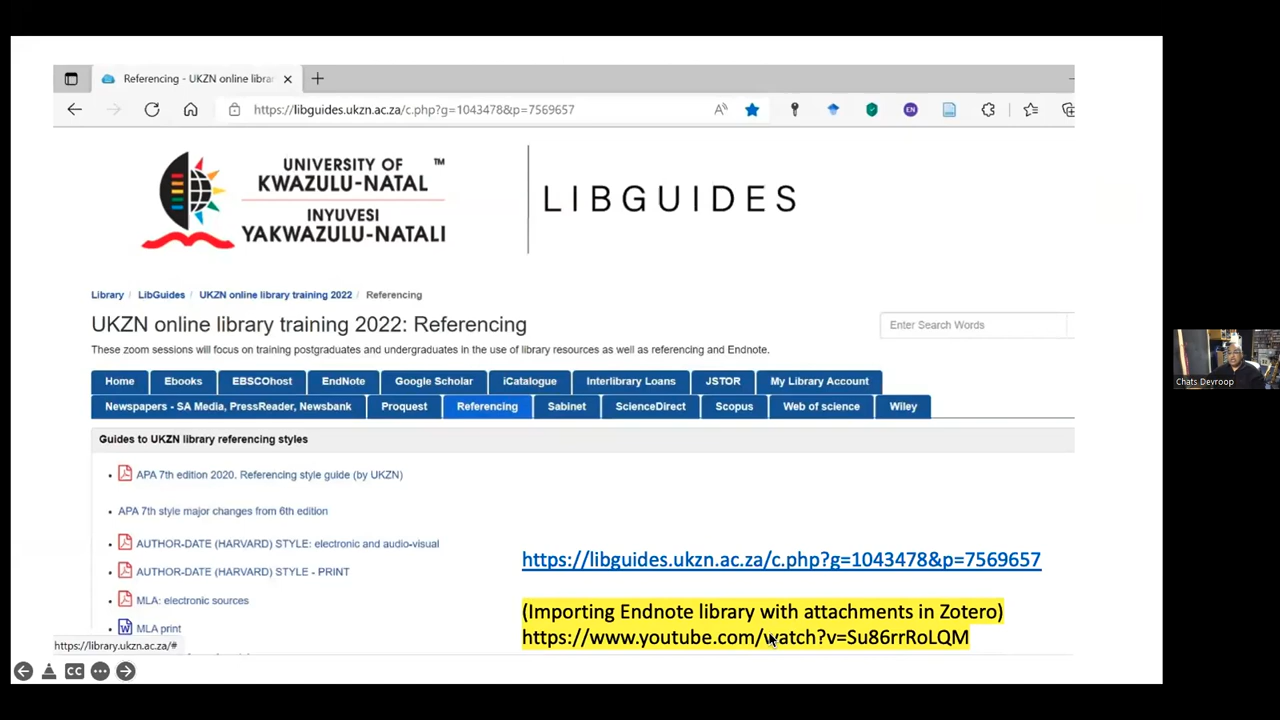 Referencing - UKZN online librar
https://libguides.ukzn.ac.za/c.php?g=1043478&p=7569657
EN
UNIVERSITY OF ™
KWAZULU-NATAL
INYUVESI
YAKWAZULU-NATALI
LIBGUIDES
Library / LibGuides / UKZN online library training 2022 / Referencing
UKZN online library training 2022: Referencing
Enter Search Words
These zoom sessions will focus on training postgraduates and undergraduates in the use of library resources as well as referencing and Endnote.
Home Ebooks EBSCOhost EndNote Google Scholar iCatalogue Interlibrary Loans JSTOR My Library Account
Newspapers - SA Media, PressReader, Newsbank Proquest Referencing Sabinet ScienceDirect Scopus Web of science Wiley
Guides to UKZN library referencing styles
APA 7th edition 2020. Referencing style guide (by UKZN)
APA 7th style major changes from 6th edition
AUTHOR-DATE (HARVARD) STYLE: electronic and audio-visual
AUTHOR-DATE (HARVARD) STYLE - PRINT
MLA: electronic sources
MLA print
https://library.ukzn.ac.za/#
https://libguides.ukzn.ac.za/c.php?g=1043478&p=7569657
(Importing Endnote library with attachments in Zotero)
https://www.youtube.com/watch?v=Su86rrRoLQM
CC
Chats Devroop